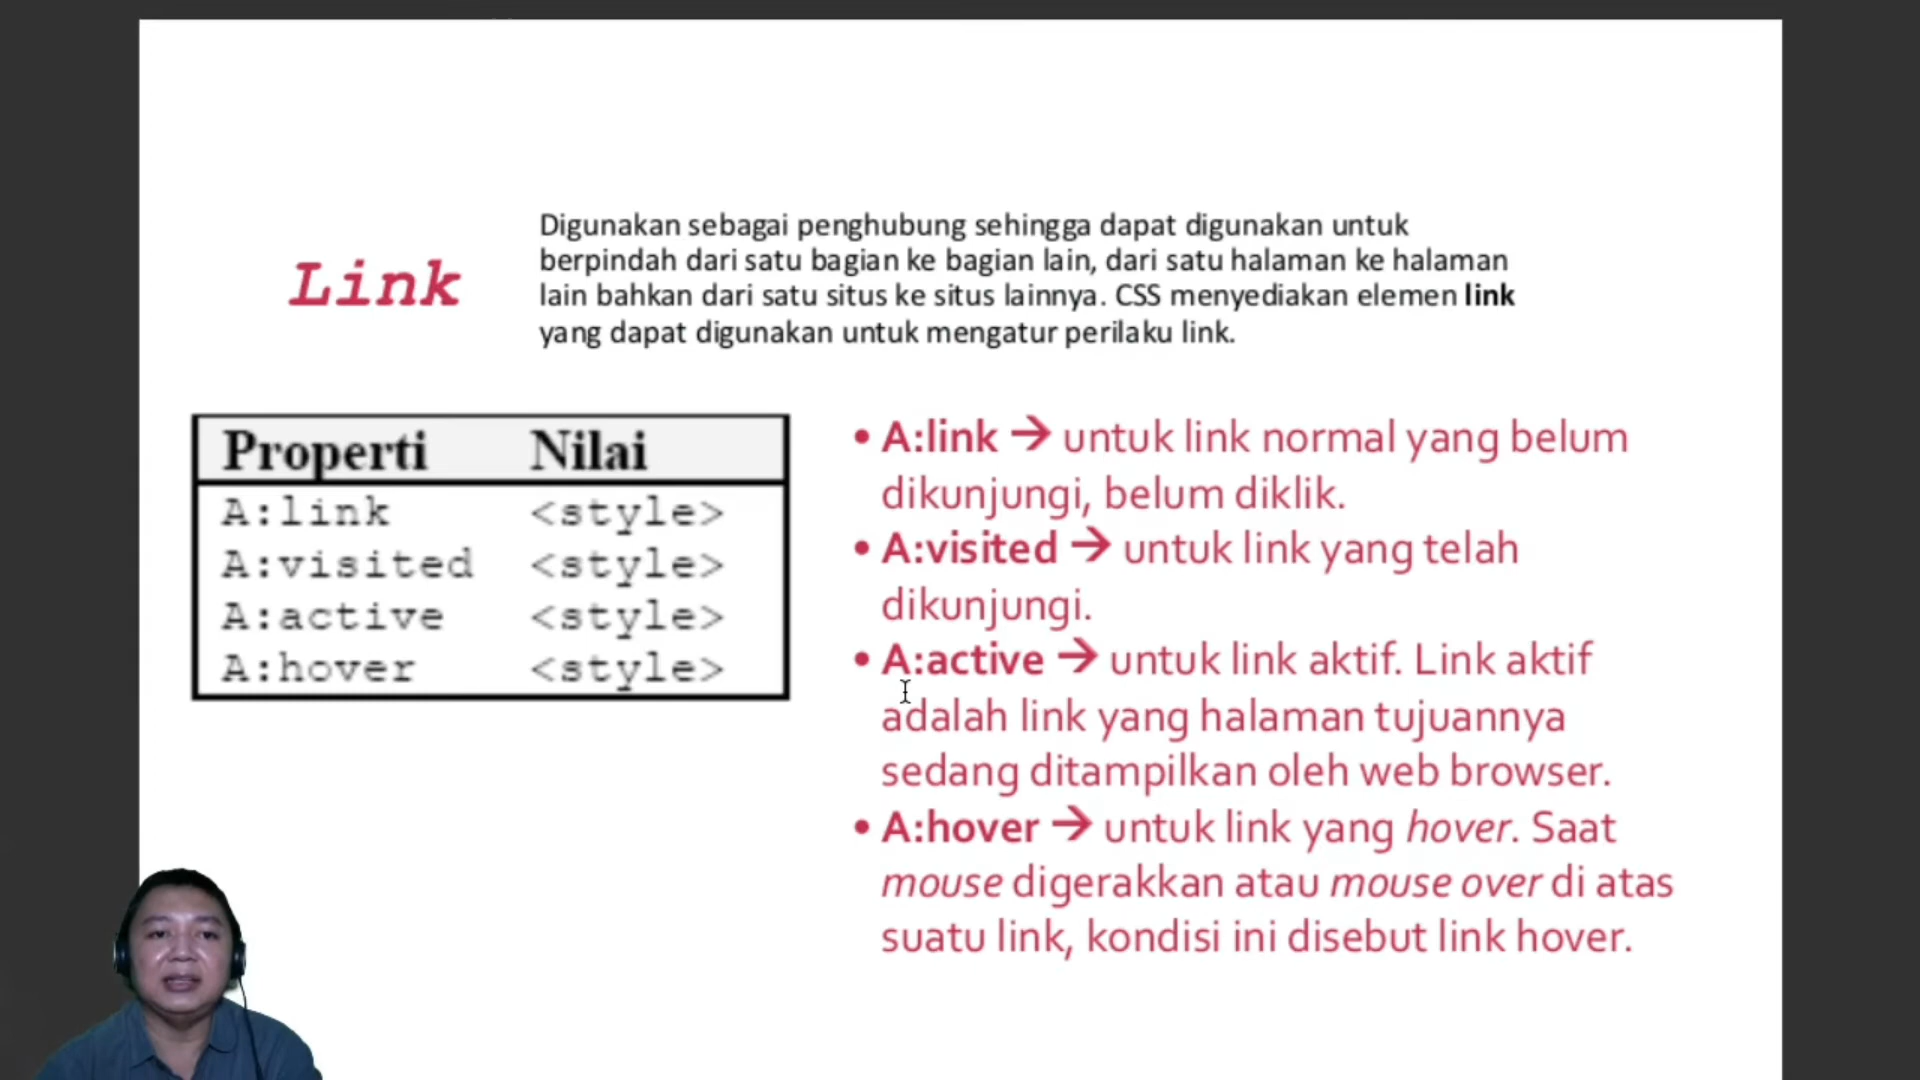 Link
Digunakan sebagai penghubung sehingga dapat digunakan untuk
berpindah dari satu bagian ke bagian lain, dari satu halaman ke halaman
lain bahkan dari satu situs ke situs lainnya. CSS menyediakan elemen link
yang dapat digunakan untuk mengatur perilaku link.
Properti Nilai
A:link <style>
A:visited <style>
A:active <style>
A:hover <style>
• A:link → untuk link normal yang belum
dikunjungi, belum diklik.
• A:visited → untuk link yang telah
dikunjungi.
• A:active → untuk link aktif. Link aktif
adalah link yang halaman tujuannya
sedang ditampilkan oleh web browser.
• A:hover → untuk link yang hover. Saat
mouse digerakkan atau mouse over di atas
suatu link, kondisi ini disebut link hover.